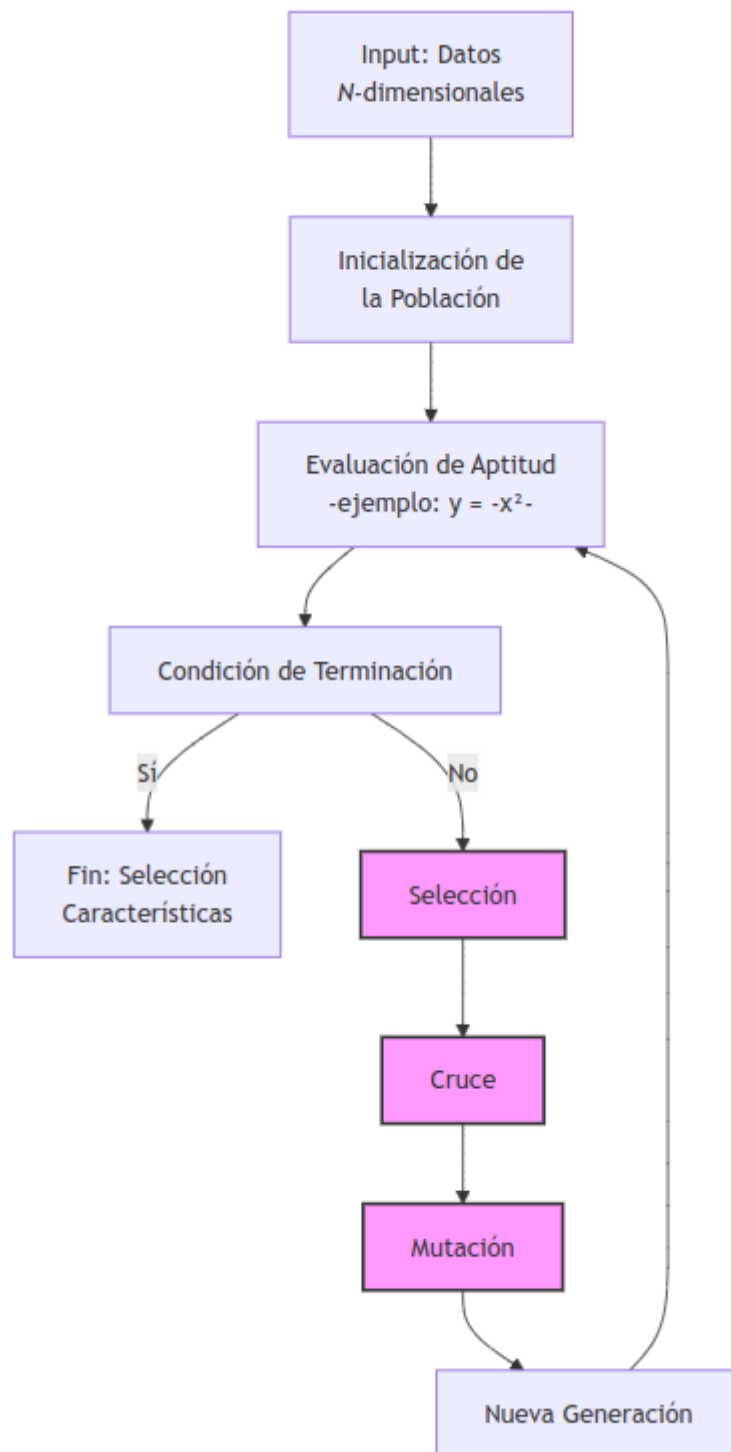 Input: Datos
N-dimensionales
Inicialización de
la Población
Evaluación de Aptitud
-ejemplo: y = -x²-
Condición de Terminación
Sí
No
Fin: Selección
Características
Selección
Cruce
Mutación
Nueva Generación